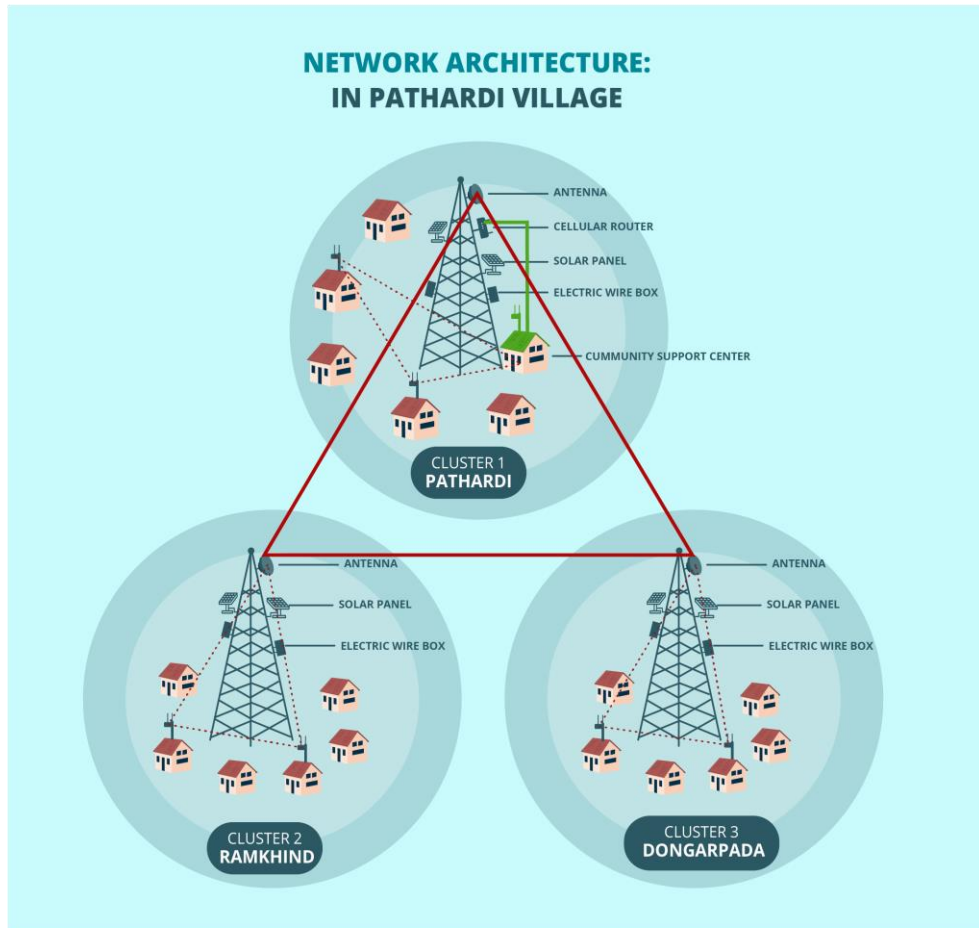 NETWORK ARCHITECTURE:
IN PATHARDI VILLAGE
ANTENNA
CELLULAR ROUTER
SOLAR PANEL
ELECTRIC WIRE BOX
CUMMUNITY SUPPORT CENTER
CLUSTER 1
PATHARDI
ANTENNA
SOLAR PANEL
ELECTRIC WIRE BOX
CLUSTER 2
RAMKHIND
ANTENNA
SOLAR PANEL
ELECTRIC WIRE BOX
CLUSTER 3
DONGARPADA